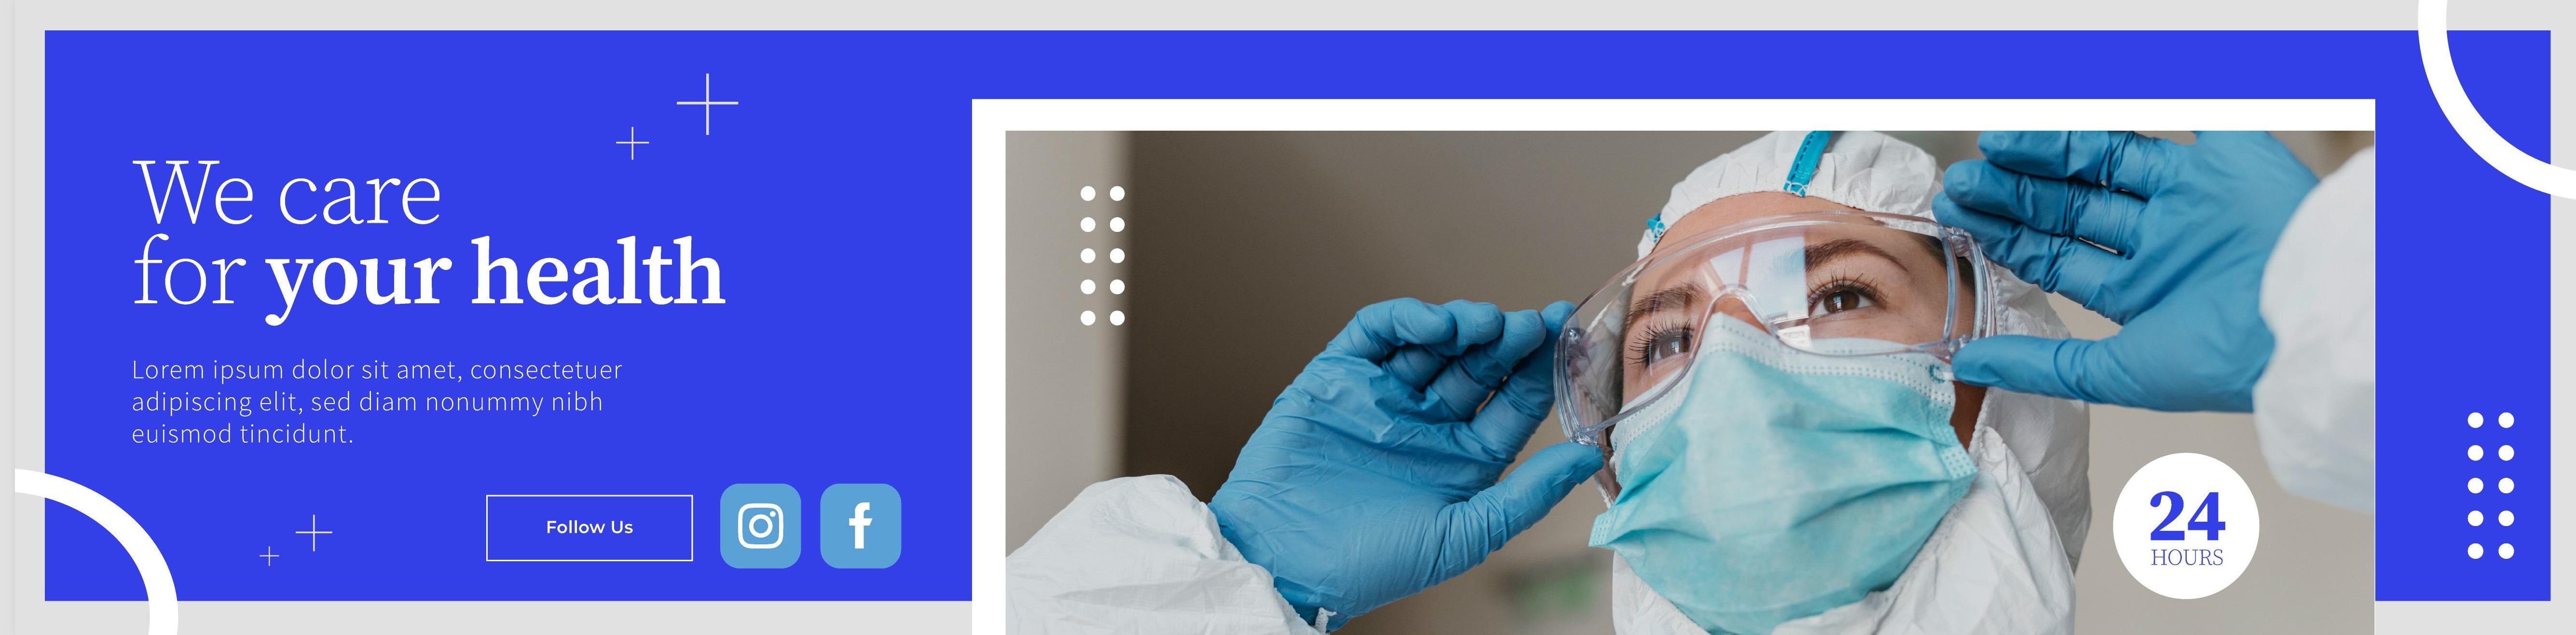 We care
for your health
Lorem ipsum dolor sit amet, consectetuer
adipiscing elit, sed diam nonummy nibh
euismod tincidunt.
Follow Us
24
HOURS